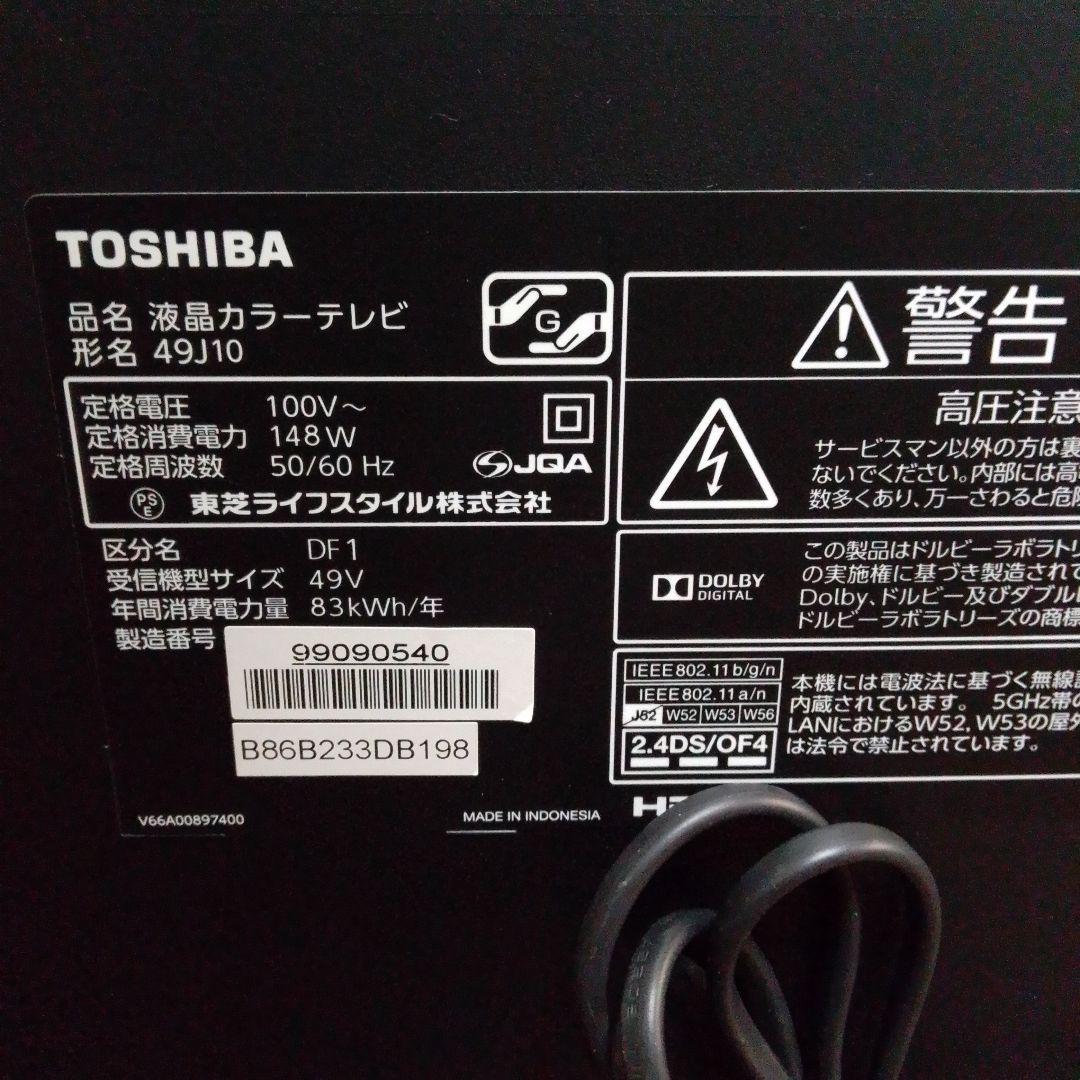 TOSHIBA
品名 液晶カラーテレビ
形名 49J10
G
定格電圧 100V～
定格消費電力 148W
定格周波数 50/60 Hz
JQA
PS
E
東芝ライフスタイル株式会社
区分名 DF1
受信機型サイズ 49V
年間消費電力量 83kWh/年
製造番号
99090540
B86B233DB198
V66A00897400
MADE IN INDONESIA
警告
高圧注意
サービスマン以外の方は裏
ないでください。内部には高
数多くあり、万一さわると危険
DOLBY
DIGITAL
この製品はドルビーラボラトリ
の実施権に基づき製造されて
Dolby、ドルビー及びダブル
ドルビーラボラトリーズの商標
IEEE802.11b/g/n
IEEE802.11a/n
J52 W52 W53 W56
2.4DS/OF4
本機には電波法に基づく無線
内蔵されています。 5GHz帯の
LANにおけるW52, W53の屋外
は法令で禁止されています。